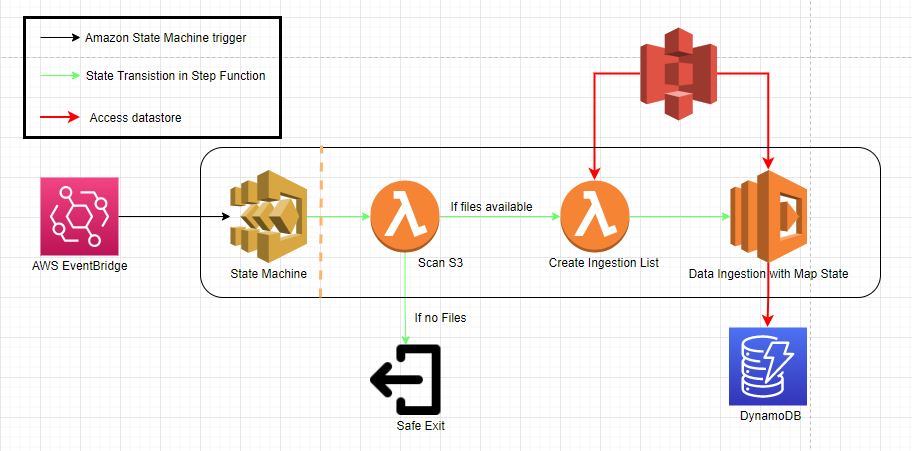 Amazon State Machine trigger
State Transistion in Step Function
Access datastore
If files available
AWS EventBridge
State Machine
Scan S3
Create Ingestion List
Data Ingestion with Map State
If no Files
Safe Exit
DynamoDB